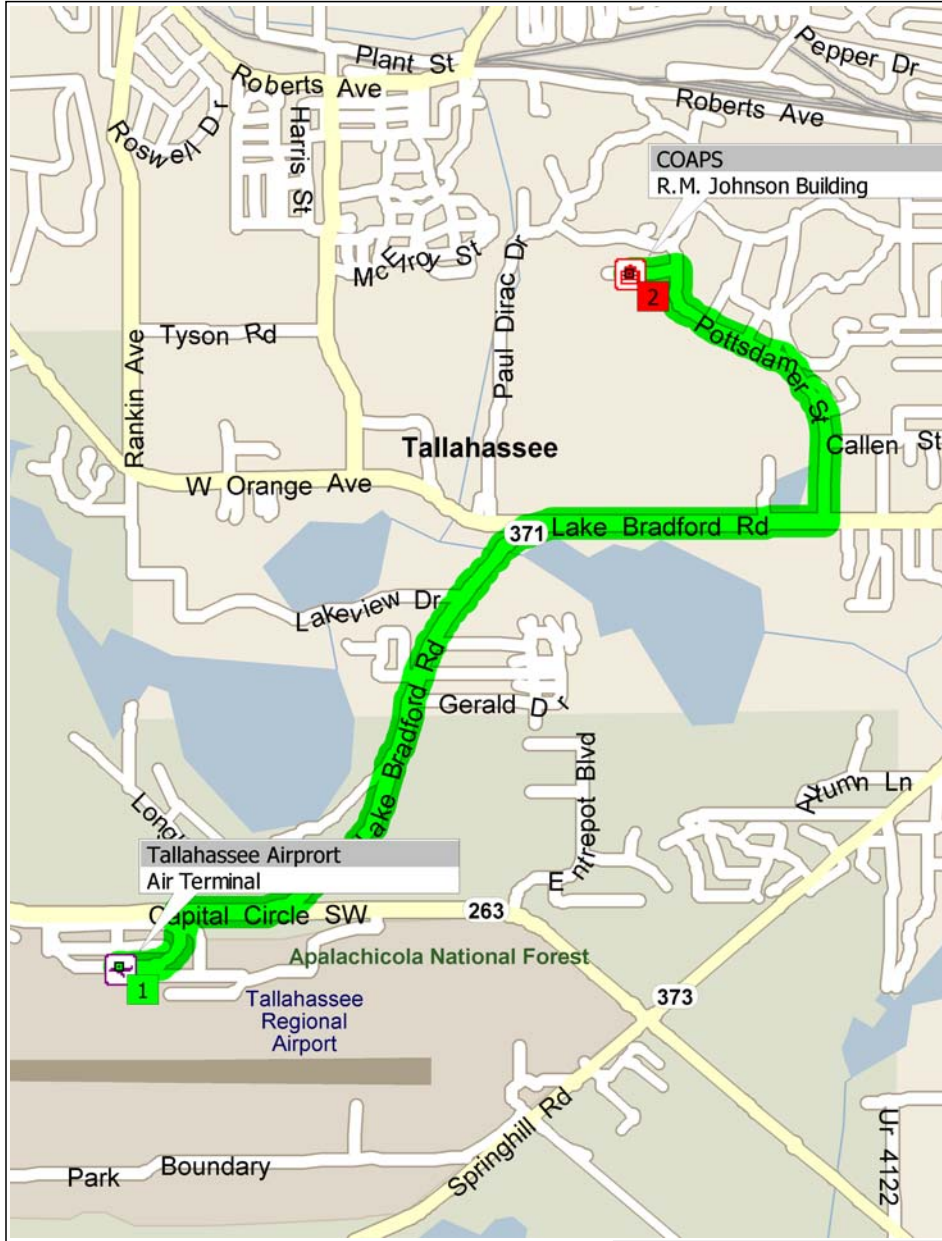 Plant St
Pepper Dr
Roberts Ave
Roberts Ave
Roswell Dr
Harris St
COAPS
R.M. Johnson Building
McElroy St
Paul Dirac Dr
2
Tyson Rd
Pottsdamer St
Rankin Ave
Tallahassee
Callen St
W Orange Ave
371
Lake Bradford Rd
Lakeview Dr
Lake Bradford Rd
Gerald Dr
Entrepot Blvd
Autumn Ln
Tallahassee Airprort
Air Terminal
Capital Circle SW
263
Apalachicola National Forest
1
Tallahassee
Regional
Airport
373
Springhill Rd
Ur 4122
Park Boundary